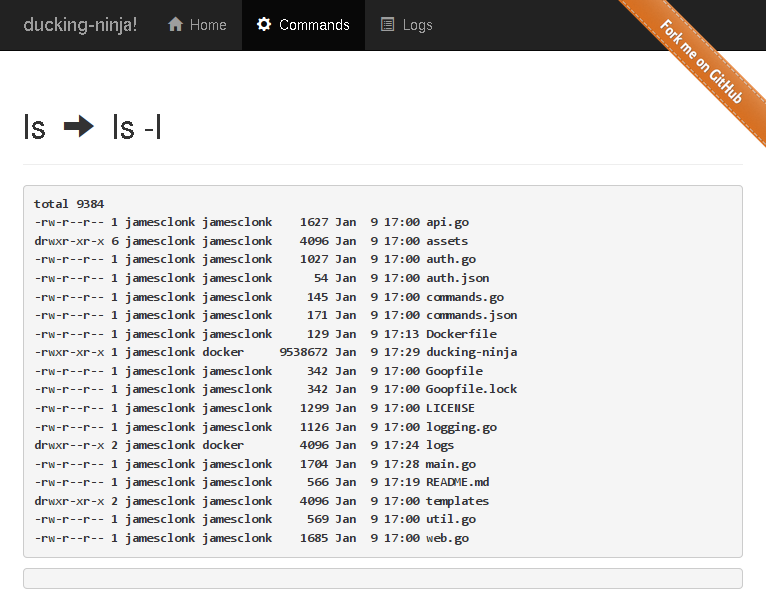 ducking-ninja! Home Commands Logs
Fork me on GitHub
ls ➡ ls -l
total 9384
-rw-r--r-- 1 jamesclonk jamesclonk    1627 Jan  9 17:00 api.go
drwxr-xr-x 6 jamesclonk jamesclonk    4096 Jan  9 17:00 assets
-rw-r--r-- 1 jamesclonk jamesclonk    1027 Jan  9 17:00 auth.go
-rw-r--r-- 1 jamesclonk jamesclonk      54 Jan  9 17:00 auth.json
-rw-r--r-- 1 jamesclonk jamesclonk     145 Jan  9 17:00 commands.go
-rw-r--r-- 1 jamesclonk jamesclonk     171 Jan  9 17:00 commands.json
-rw-r--r-- 1 jamesclonk jamesclonk     129 Jan  9 17:13 Dockerfile
-rwxr-xr-x 1 jamesclonk docker     9538672 Jan  9 17:29 ducking-ninja
-rw-r--r-- 1 jamesclonk jamesclonk     342 Jan  9 17:00 Goopfile
-rw-r--r-- 1 jamesclonk jamesclonk     342 Jan  9 17:00 Goopfile.lock
-rw-r--r-- 1 jamesclonk jamesclonk    1299 Jan  9 17:00 LICENSE
-rw-r--r-- 1 jamesclonk jamesclonk    1126 Jan  9 17:00 logging.go
drwxr--r-x 2 jamesclonk docker        4096 Jan  9 17:24 logs
-rw-r--r-- 1 jamesclonk jamesclonk    1704 Jan  9 17:28 main.go
-rw-r--r-- 1 jamesclonk jamesclonk     566 Jan  9 17:19 README.md
drwxr-xr-x 2 jamesclonk jamesclonk    4096 Jan  9 17:00 templates
-rw-r--r-- 1 jamesclonk jamesclonk     569 Jan  9 17:00 util.go
-rw-r--r-- 1 jamesclonk jamesclonk    1685 Jan  9 17:00 web.go